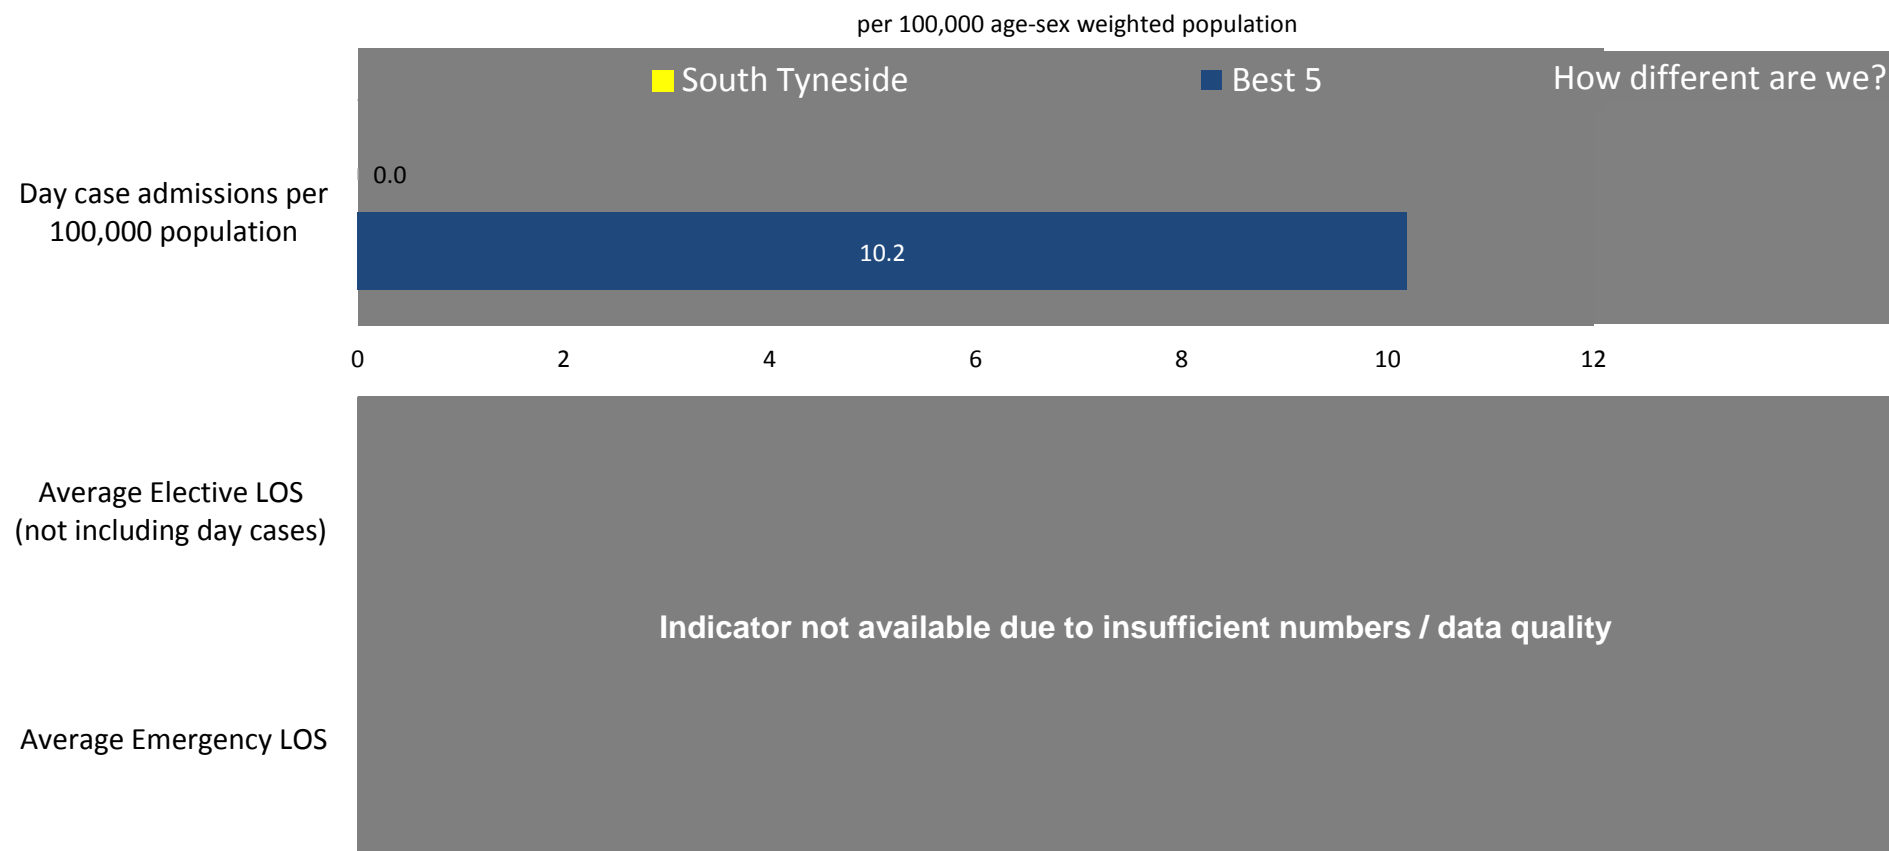 per 100,000 age-sex weighted population
South Tyneside
Best 5
How different are we?
Day case admissions per
100,000 population
0.0
10.2
0 2 4 6 8 10 12
Average Elective LOS
(not including day cases)
Indicator not available due to insufficient numbers / data quality
Average Emergency LOS